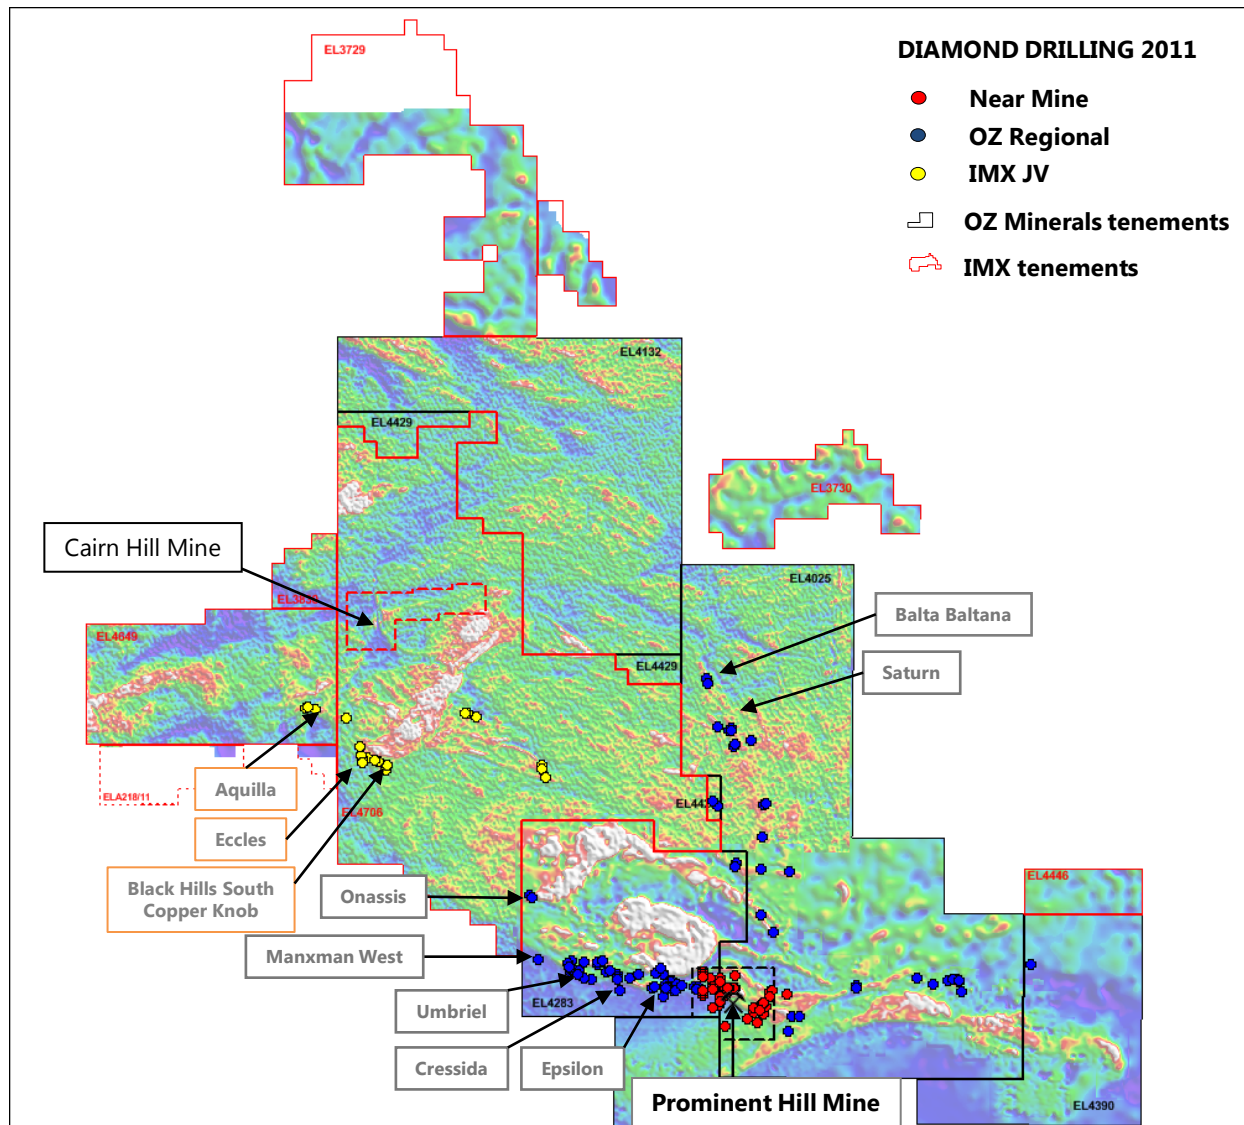 EL3729
DIAMOND DRILLING 2011
Near Mine
OZ Regional
IMX JV
OZ Minerals tenements
IMX tenements
EL4132
EL4429
EL3730
Cairn Hill Mine
EL4025
Balta Baltana
EL4649
EL4429
Saturn
Aquilla
ELA218/11
EL4706
Eccles
Black Hills South
Copper Knob
Onassis
EL4446
Manxman West
Umbriel
EL4283
Cressida
Epsilon
Prominent Hill Mine
EL4390